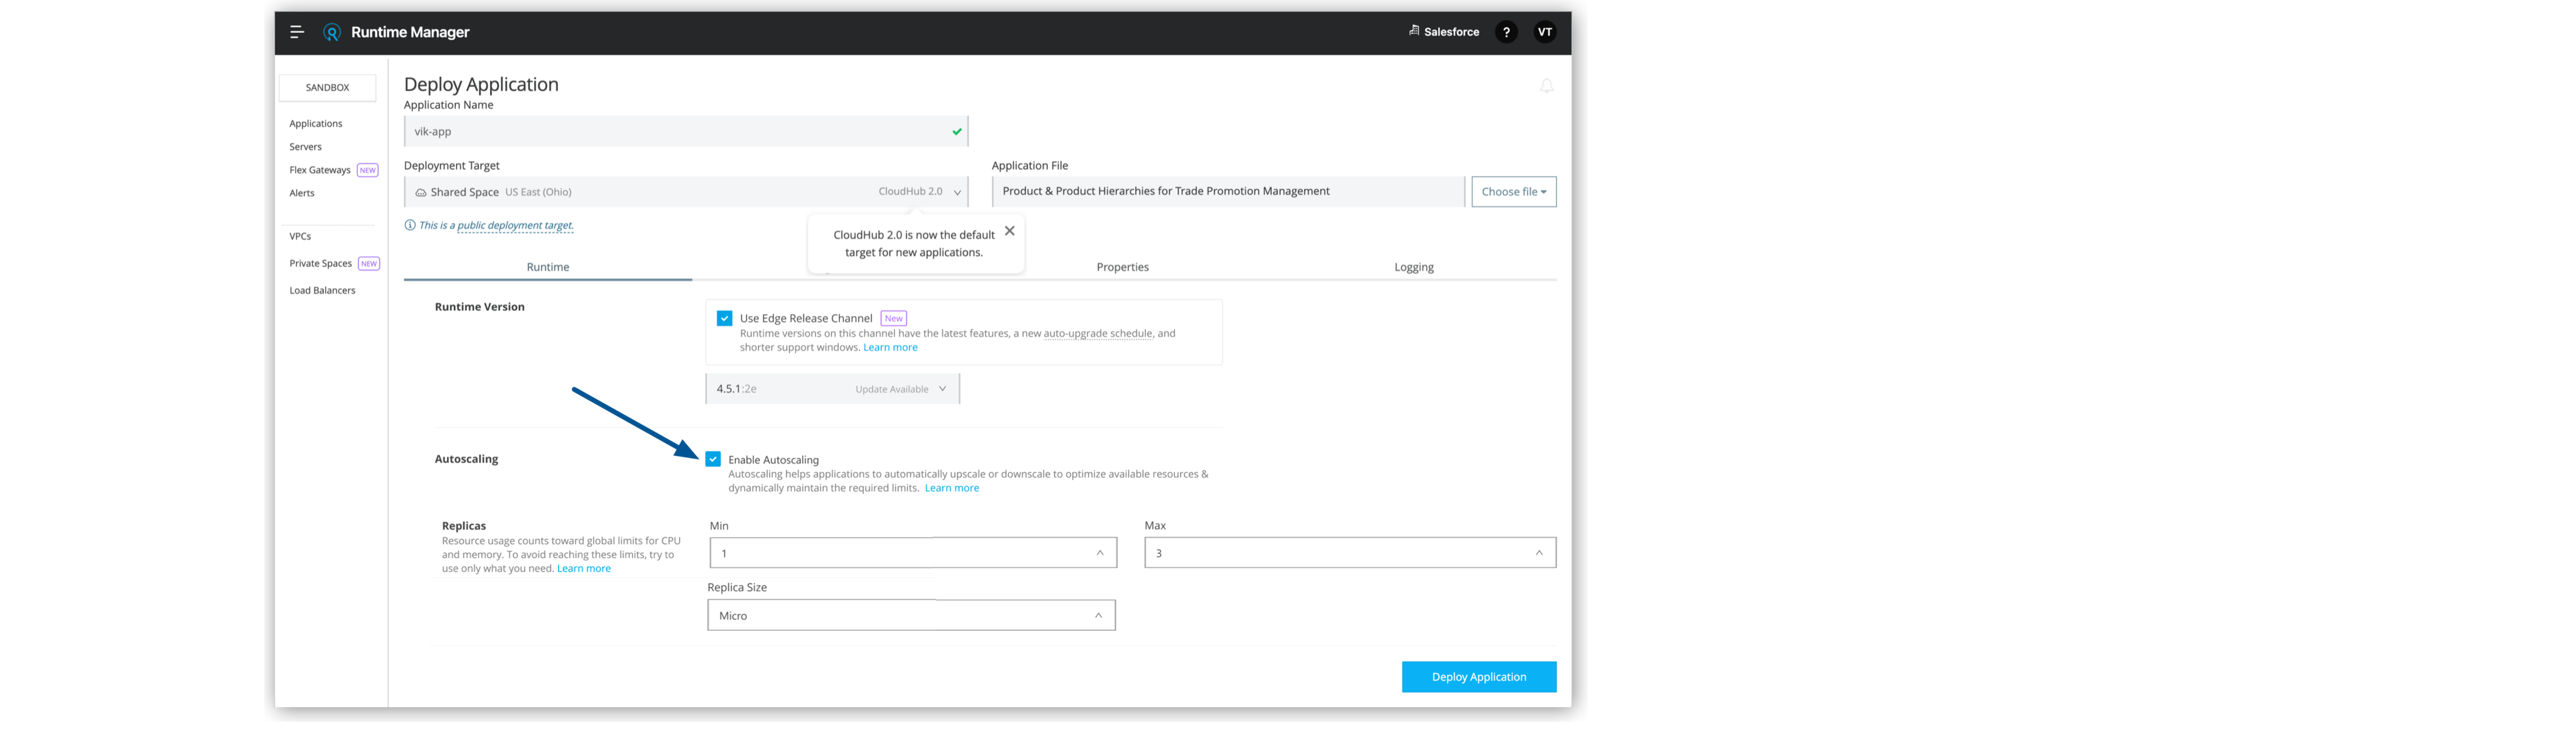 Runtime Manager
Salesforce
?
VT
SANDBOX
Applications
Servers
Flex Gateways NEW
Alerts
VPCs
Private Spaces NEW
Load Balancers
Deploy Application
Application Name
vik-app
Deployment Target
Shared Space US East (Ohio) CloudHub 2.0
This is a public deployment target.
Application File
Product & Product Hierarchies for Trade Promotion Management
Choose file
CloudHub 2.0 is now the default
target for new applications.
Runtime
Properties
Logging
Runtime Version
Use Edge Release Channel New
Runtime versions on this channel have the latest features, a new auto-upgrade schedule, and
shorter support windows. Learn more
4.5.1:2e Update Available
Autoscaling
Enable Autoscaling
Autoscaling helps applications to automatically upscale or downscale to optimize available resources &
dynamically maintain the required limits. Learn more
Replicas
Resource usage counts toward global limits for CPU
and memory. To avoid reaching these limits, try to
use only what you need. Learn more
Min
1
Max
3
Replica Size
Micro
Deploy Application